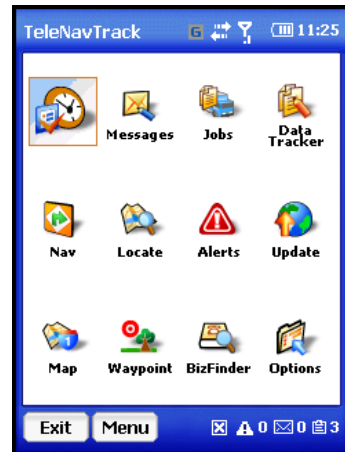 TeleNavTrack G 11:25
Messages Jobs Data Tracker
Nav Locate Alerts Update
1
Map Waypoint BizFinder Options
Exit Menu 0 0 3